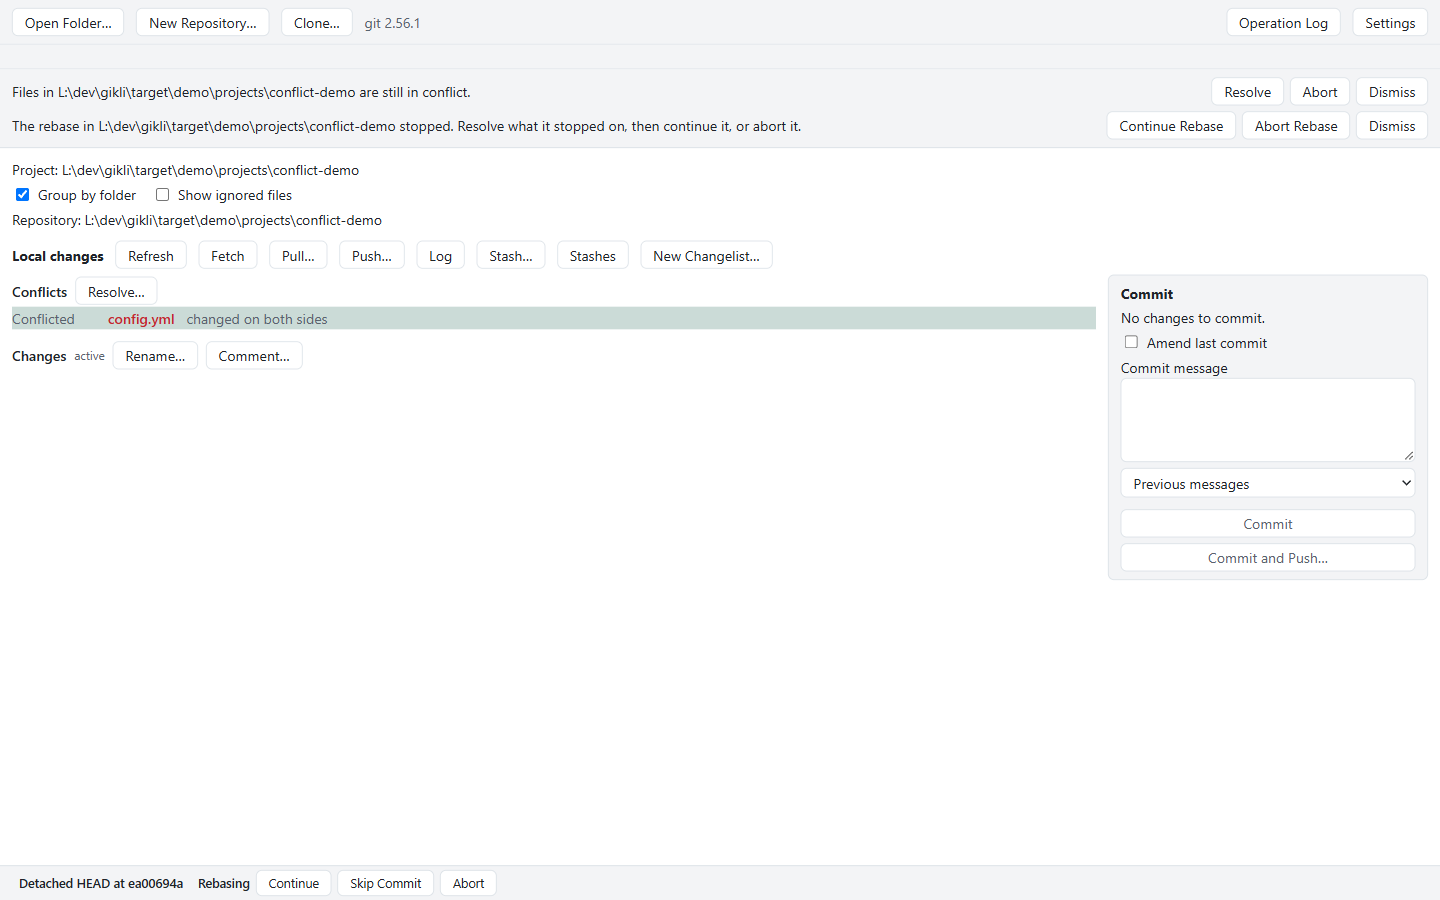 Open Folder... New Repository... Clone... git 2.56.1 Operation Log Settings
Files in L:\dev\gikli\target\demo\projects\conflict-demo are still in conflict. Resolve Abort Dismiss
The rebase in L:\dev\gikli\target\demo\projects\conflict-demo stopped. Resolve what it stopped on, then continue it, or abort it. Continue Rebase Abort Rebase Dismiss
Project: L:\dev\gikli\target\demo\projects\conflict-demo
Group by folder Show ignored files
Repository: L:\dev\gikli\target\demo\projects\conflict-demo
Local changes Refresh Fetch Pull... Push... Log Stash... Stashes New Changelist...
Conflicts Resolve...
Conflicted config.yml changed on both sides
Changes active Rename... Comment...
Commit
No changes to commit.
Amend last commit
Commit message
Previous messages
Commit
Commit and Push...
Detached HEAD at ea00694a Rebasing Continue Skip Commit Abort